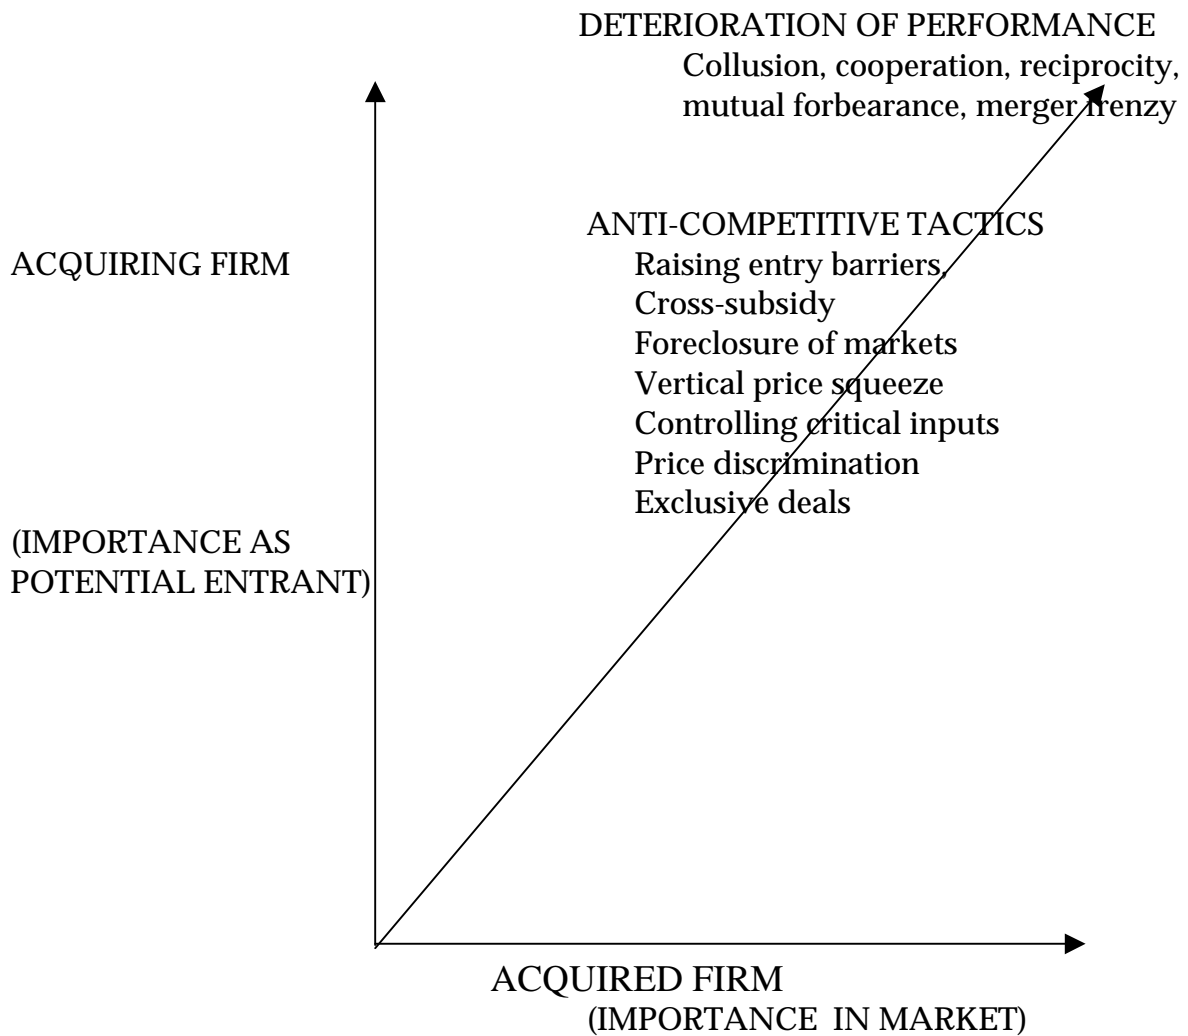 DETERIORATION OF PERFORMANCE
Collusion, cooperation, reciprocity,
mutual forbearance, merger frenzy
ANTI-COMPETITIVE TACTICS
ACQUIRING FIRM
Raising entry barriers,
Cross-subsidy
Foreclosure of markets
Vertical price squeeze
Controlling critical inputs
Price discrimination
Exclusive deals
(IMPORTANCE AS
POTENTIAL ENTRANT)
ACQUIRED FIRM
(IMPORTANCE IN MARKET)